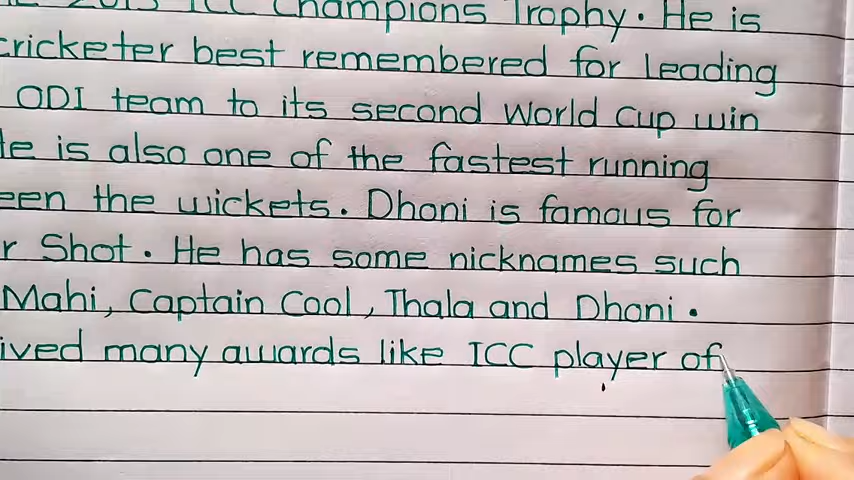 2013 ICC Champions Trophy. He is
cricketer best remembered for leading
ODI team to its second World Cup win
He is also one of the fastest running
een the wickets. Dhoni is famous for
r Shot. He has some nicknames such
Mahi, Captain Cool, Thala and Dhoni.
ived many awards like ICC player of